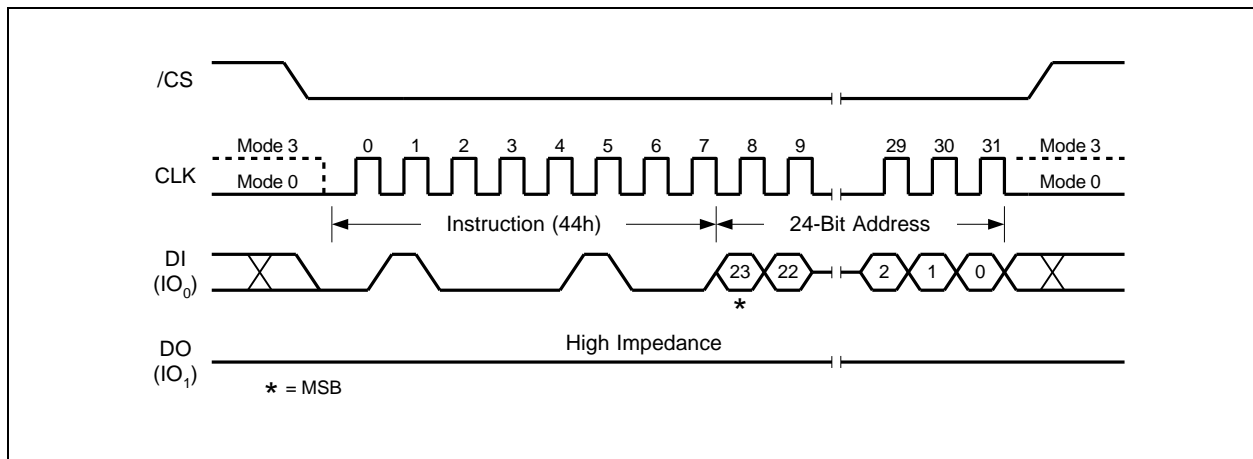 /CS
Mode 3 0 1 2 3 4 5 6 7 8 9 29 30 31 Mode 3
CLK
Mode 0 Mode 0
Instruction (44h) 24-Bit Address
DI
(IO₀)
23 22 2 1 0
*
High Impedance
DO
(IO₁)
* = MSB